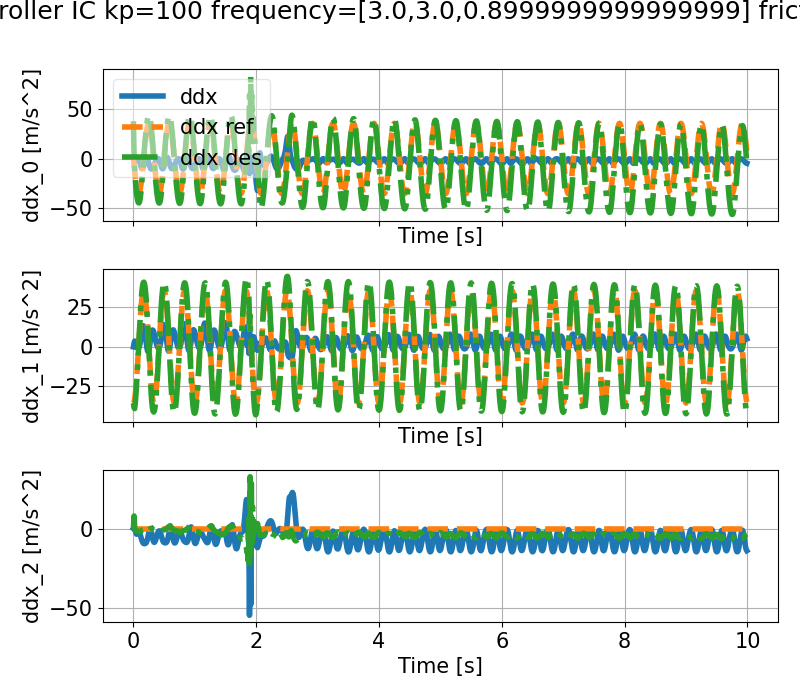 roller IC kp=100 frequency=[3.0,3.0,0.8999999999999999] fric
ddx_0 [m/s^2]
50
0
−50
ddx
ddx ref
ddx des
Time [s]
ddx_1 [m/s^2]
25
0
−25
Time [s]
ddx_2 [m/s^2]
0
−50
0 2 4 6 8 10
Time [s]